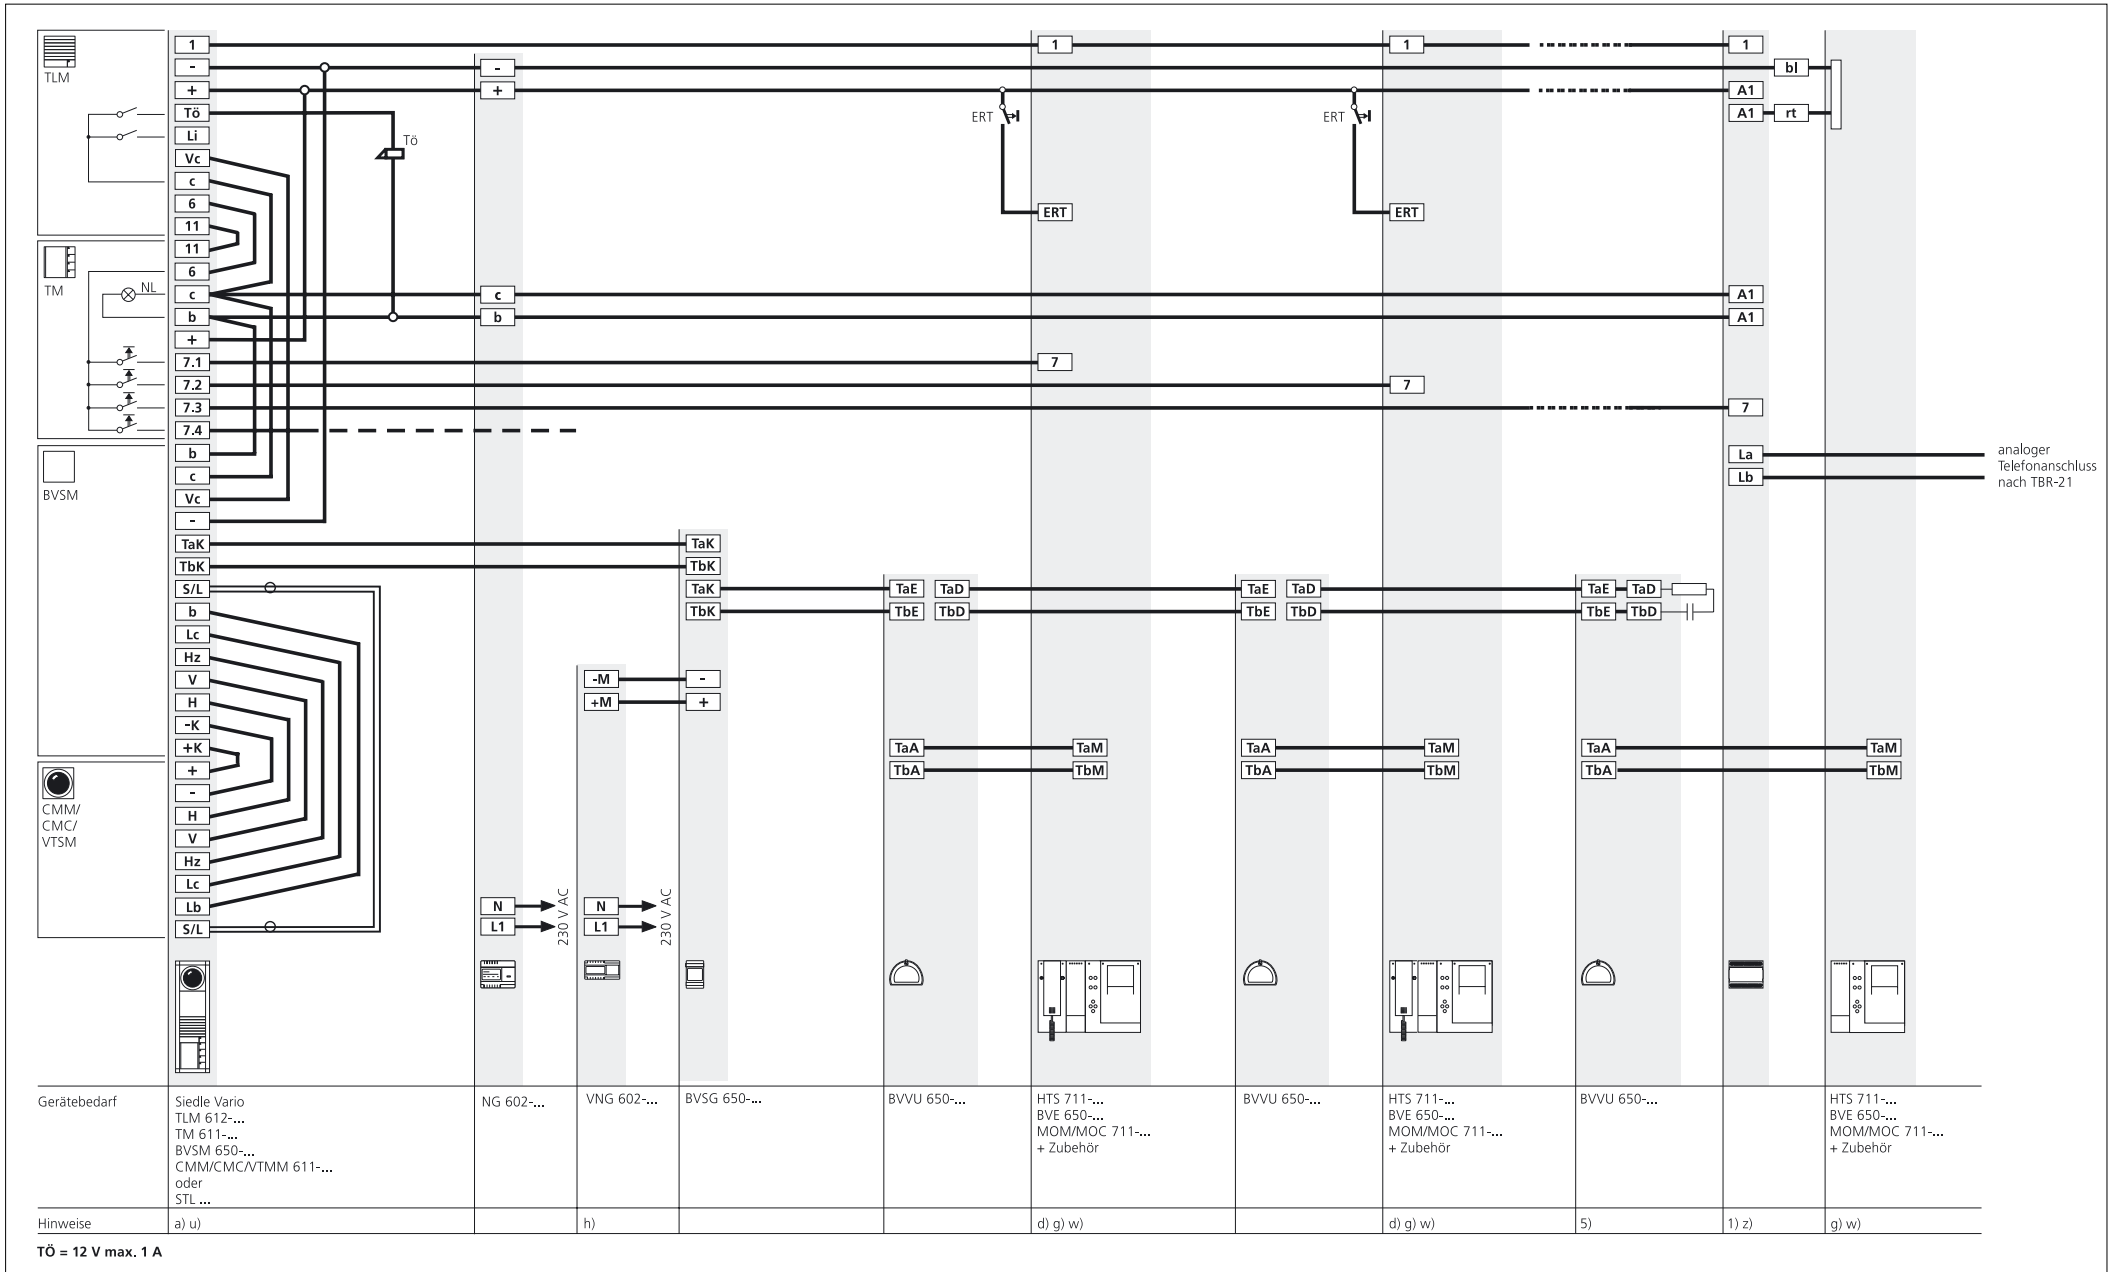 1 1 1 1
TLM
- - bl
+ + A1
Tö ERT ERT A1 rt
Li
Tö
Vc
c
6
11 ERT ERT
11
6
TM
NL
c c A1
b b A1
+
7.1 7
7.2 7
7.3 7
7.4
b La analoger
Telefonanschluss
c Lb nach TBR-21
BVSM
Vc
-
TaK TaK
TbK TbK
S/L TaK TaE TaD TaE TaD TaE TaD
b TbK TbE TbD TbE TbD TbE TbD
Lc
Hz
V -M -
H +M +
-K
+K TaA TaM TaA TaM TaA TaM
+ TbA TbM TbA TbM TbA TbM
-
CMM/
CMC/
VTSM
H
V
Hz
Lc
Lb N N
S/L L1 L1
230 V AC 230 V AC
Gerätebedarf
Siedle Vario
TLM 612-...
TM 611-...
BVSM 650-...
CMM/CMC/VTMM 611-...
oder
STL ...
NG 602-...
VNG 602-...
BVSG 650-...
BVVU 650-...
HTS 711-...
BVE 650-...
MOM/MOC 711-...
+ Zubehör
BVVU 650-...
HTS 711-...
BVE 650-...
MOM/MOC 711-...
+ Zubehör
BVVU 650-...
HTS 711-...
BVE 650-...
MOM/MOC 711-...
+ Zubehör
Hinweise a) u) h) d) g) w) d) g) w) 5) 1) z) g) w)
TÖ = 12 V max. 1 A